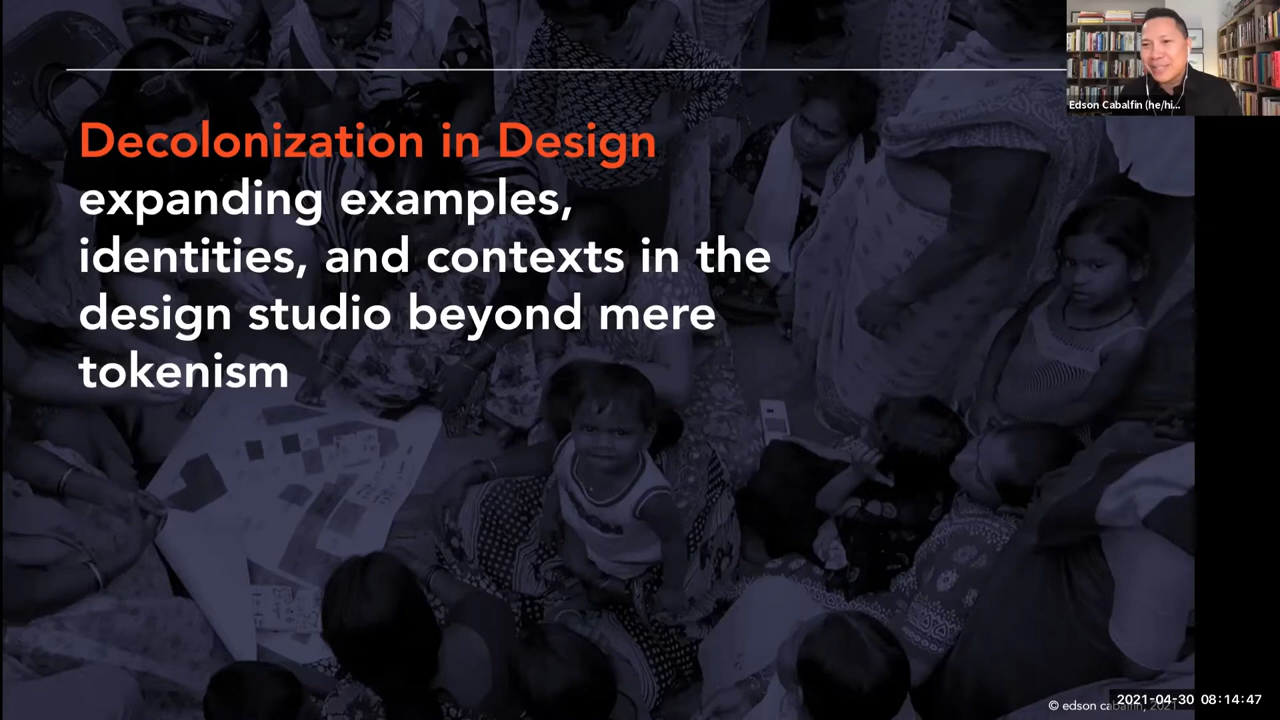 Edson Cabalfin (he/hi...
Decolonization in Design
expanding examples,
identities, and contexts in the
design studio beyond mere
tokenism
2021-04-30 08:14:47
© edson cabalfin, 2021